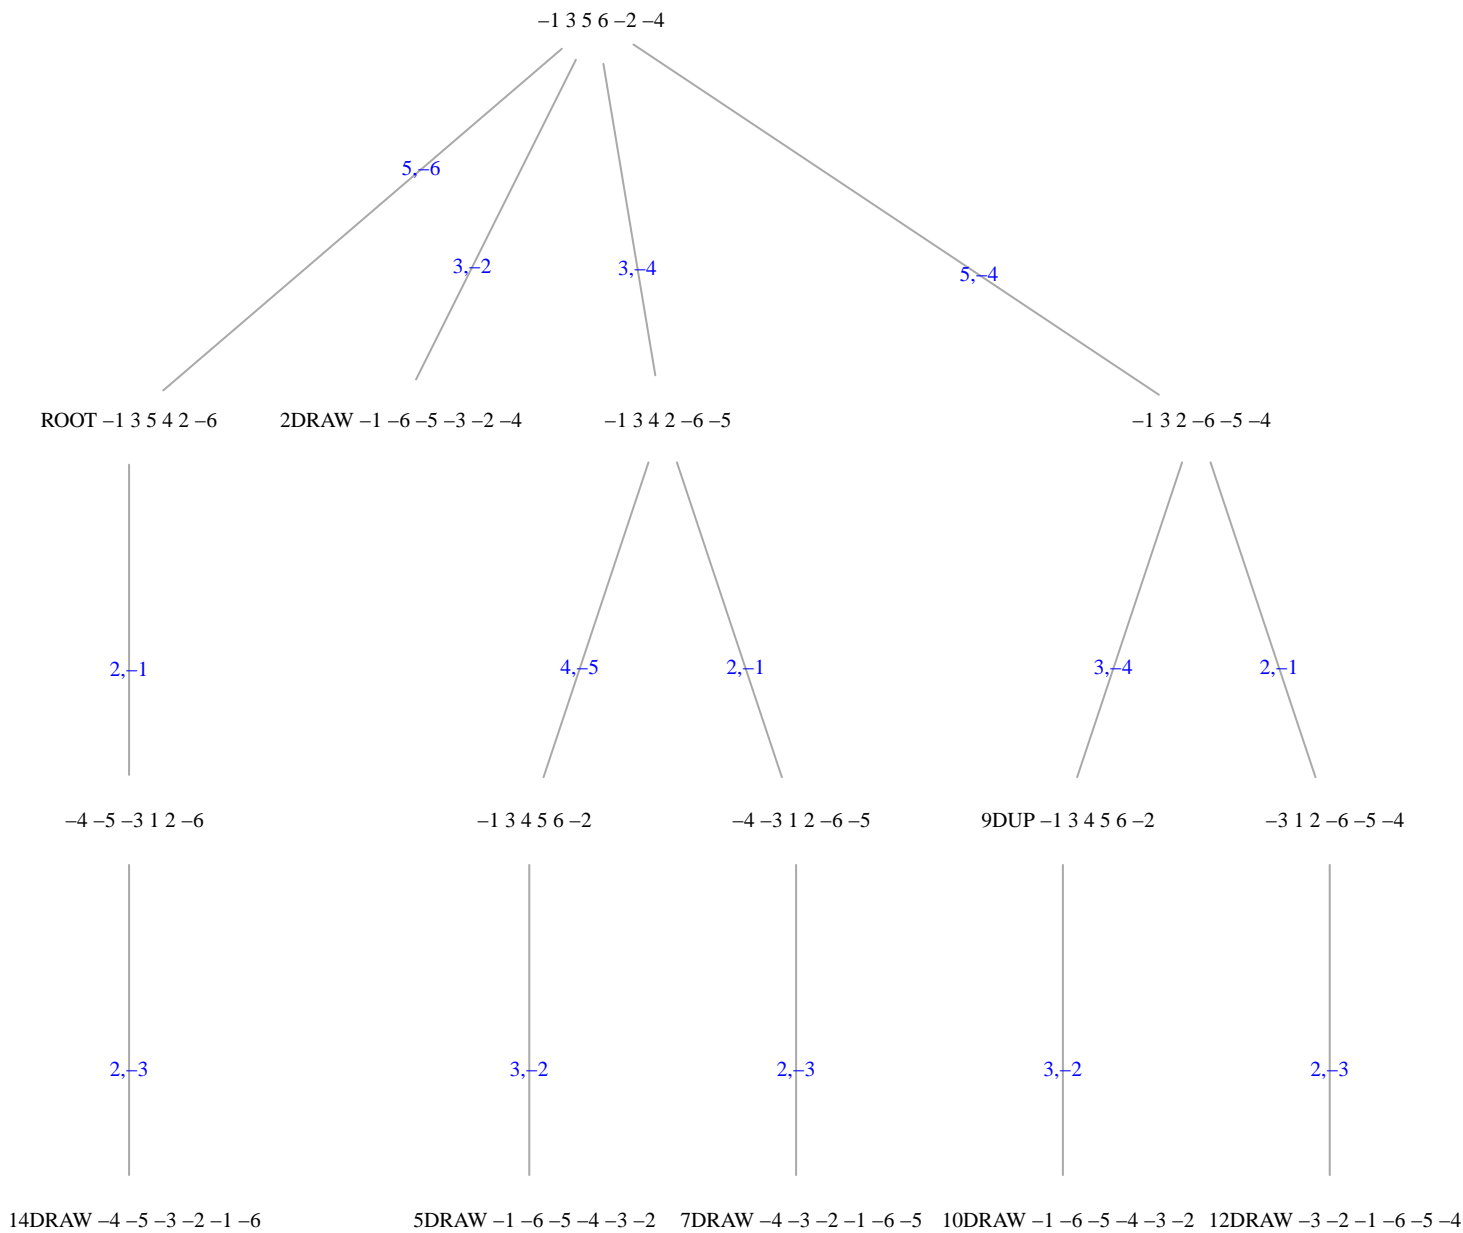 –1 3 5 6 –2 –4
5,–6
3,–2
3,–4
5,–4
ROOT –1 3 5 4 2 –6
2DRAW –1 –6 –5 –3 –2 –4
–1 3 4 2 –6 –5
–1 3 2 –6 –5 –4
2,–1
4,–5
2,–1
3,–4
2,–1
–4 –5 –3 1 2 –6
–1 3 4 5 6 –2
–4 –3 1 2 –6 –5
9DUP –1 3 4 5 6 –2
–3 1 2 –6 –5 –4
2,–3
3,–2
2,–3
3,–2
2,–3
14DRAW –4 –5 –3 –2 –1 –6
5DRAW –1 –6 –5 –4 –3 –2
7DRAW –4 –3 –2 –1 –6 –5
10DRAW –1 –6 –5 –4 –3 –2
12DRAW –3 –2 –1 –6 –5 –4